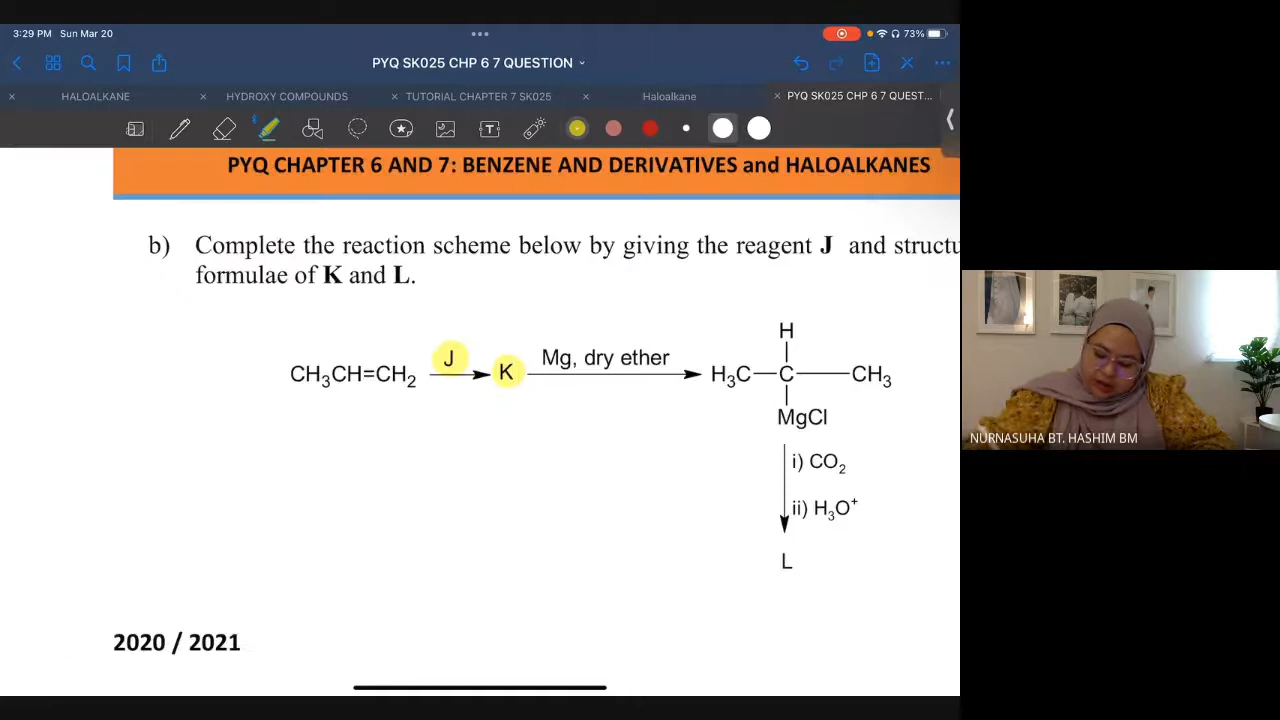 3:29 PM Sun Mar 20
73%
PYQ SK025 CHP 6 7 QUESTION
HALOALKANE
HYDROXY COMPOUNDS
TUTORIAL CHAPTER 7 SK025
Haloalkane
PYQ SK025 CHP 6 7 QUEST...
PYQ CHAPTER 6 AND 7: BENZENE AND DERIVATIVES and HALOALKANES
b) Complete the reaction scheme below by giving the reagent J and structu
formulae of K and L.
H
CH₃CH=CH₂ J K Mg, dry ether H₃C C CH₃
MgCl
i) CO₂
ii) H₃O⁺
L
2020 / 2021
NURNASUHA BT. HASHIM BM